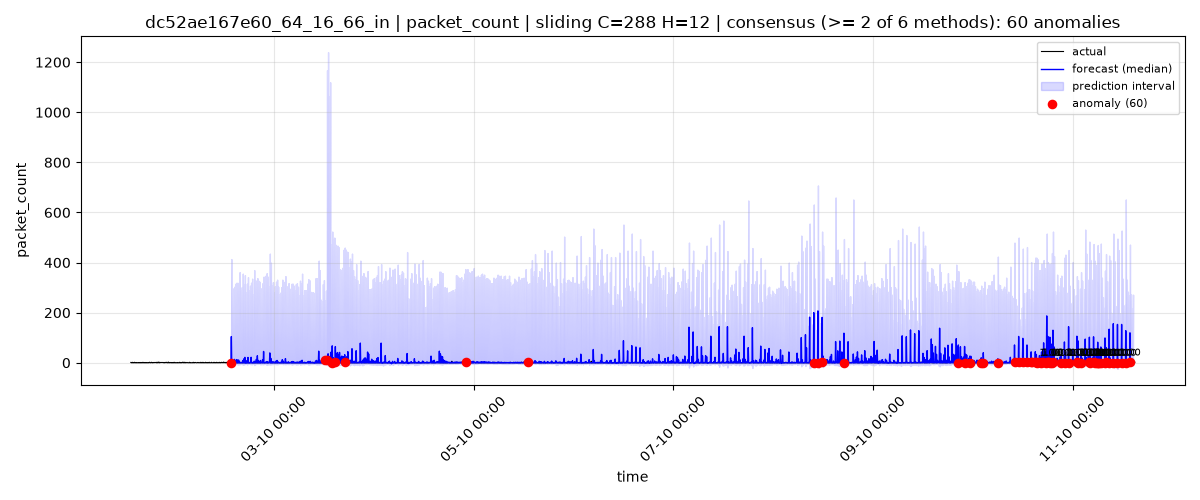 dc52ae167e60_64_16_66_in | packet_count | sliding C=288 H=12 | consensus (>= 2 of 6 methods): 60 anomalies
actual
forecast (median)
prediction interval
anomaly (60)
packet_count
1200
1000
800
600
400
200
0
03-10 00:00
05-10 00:00
07-10 00:00
09-10 00:00
11-10 00:00
time